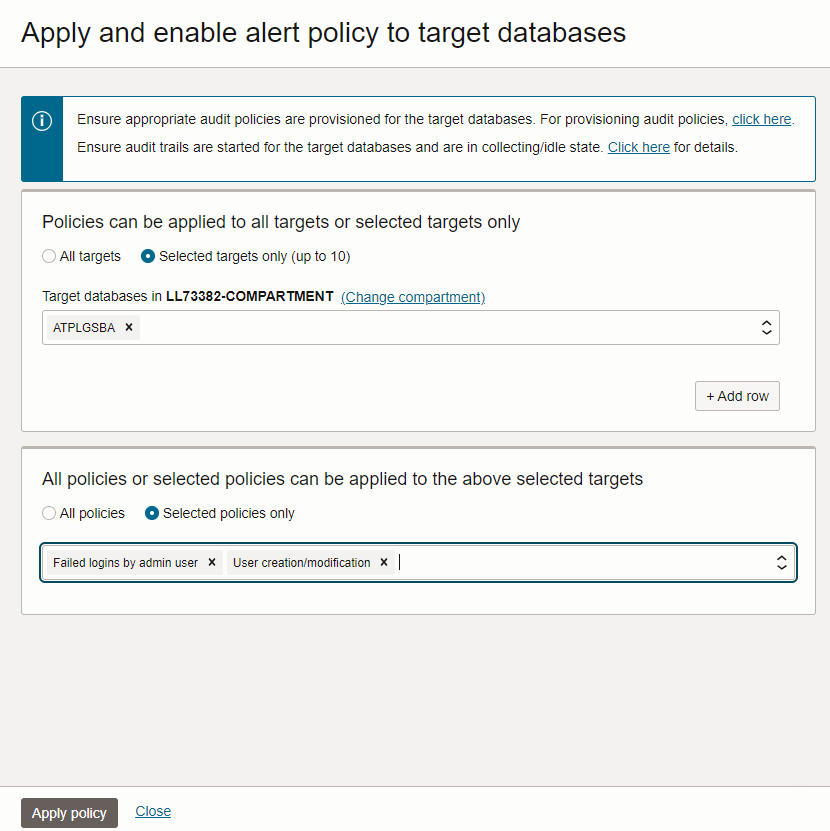 Apply and enable alert policy to target databases
Ensure appropriate audit policies are provisioned for the target databases. For provisioning audit policies, click here.
Ensure audit trails are started for the target databases and are in collecting/idle state. Click here for details.
Policies can be applied to all targets or selected targets only
All targets Selected targets only (up to 10)
Target databases in LL73382-COMPARTMENT (Change compartment)
ATPLGSBA ×
+ Add row
All policies or selected policies can be applied to the above selected targets
All policies Selected policies only
Failed logins by admin user × User creation/modification ×
Apply policy Close